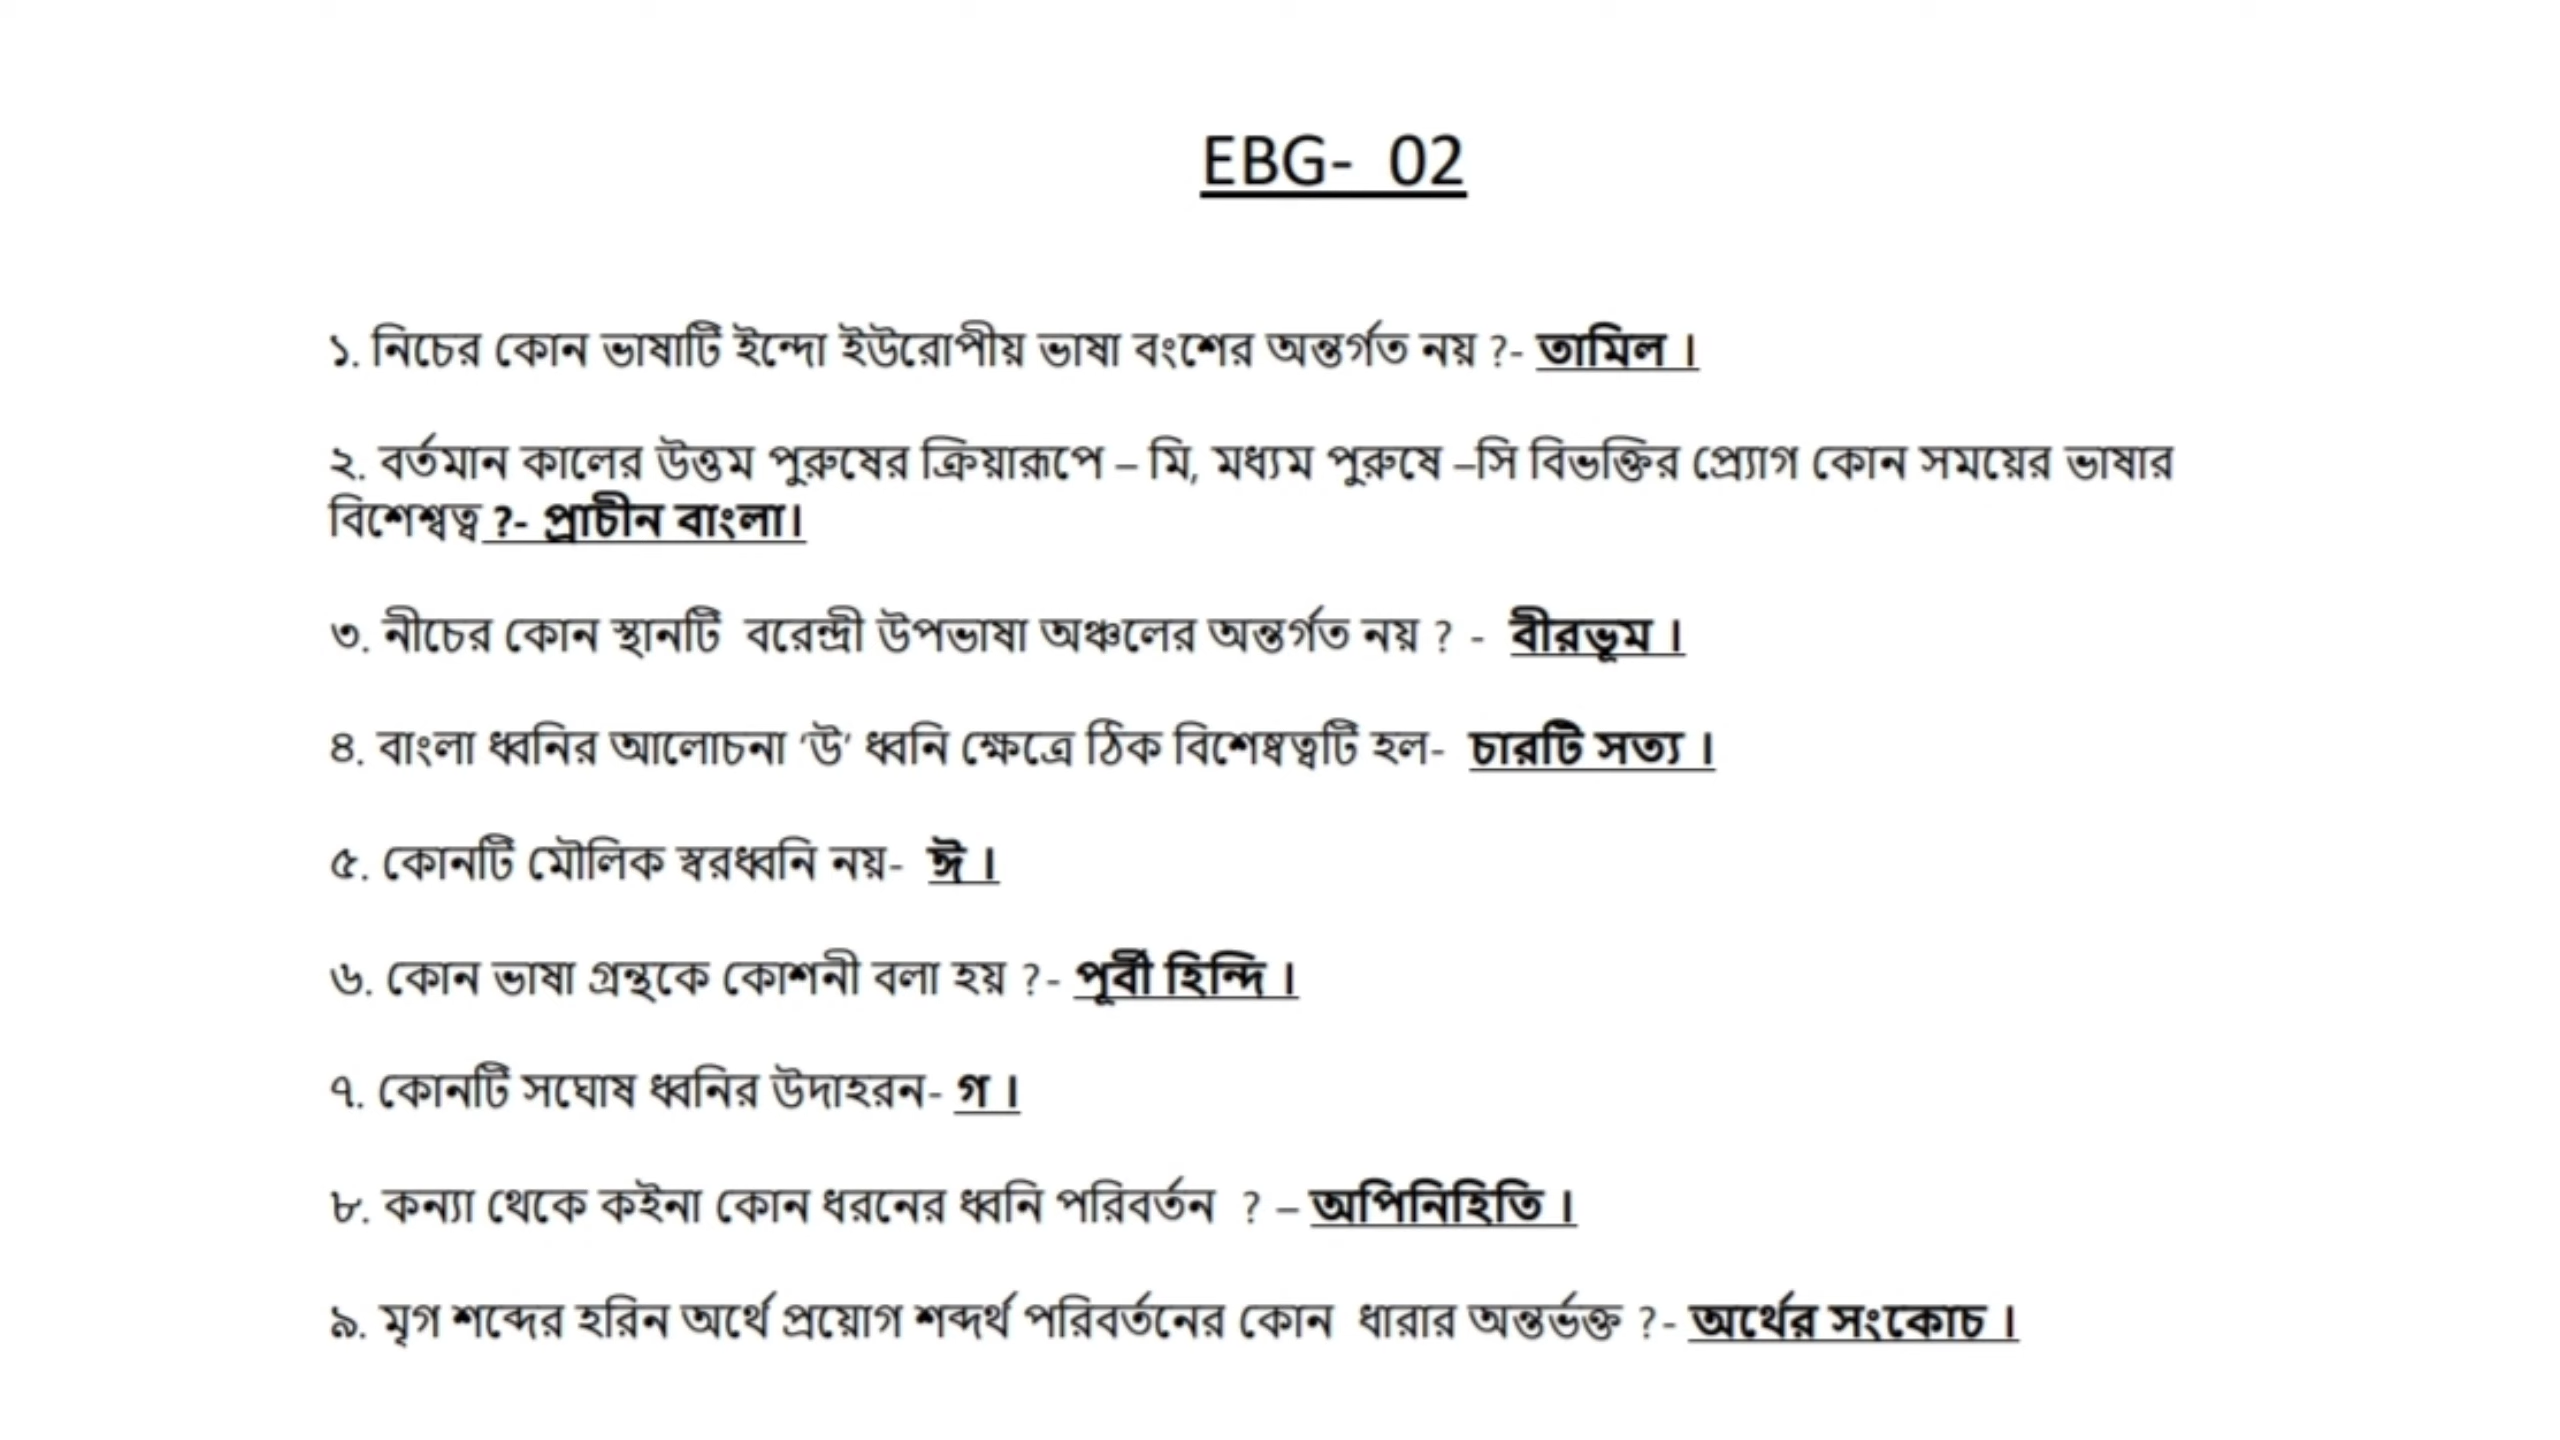 EBG- 02
১. নিচের কোন ভাষাটি ইন্দো ইউরোপীয় ভাষা বংশের অন্তর্গত নয় ?- তামিল ।
২. বর্তমান কালের উত্তম পুরুষের ক্রিয়ারূপে – মি, মধ্যম পুরুষে –সি বিভক্তির প্র্যোগ কোন সময়ের ভাষার
বিশেশ্বত্ব ?- প্রাচীন বাংলা।
৩. নীচের কোন স্থানটি বরেন্দ্রী উপভাষা অঞ্চলের অন্তর্গত নয় ? - বীরভূম ।
৪. বাংলা ধ্বনির আলোচনা ‘উ’ ধ্বনি ক্ষেত্রে ঠিক বিশেষ্বত্বটি হল- চারটি সত্য ।
৫. কোনটি মৌলিক স্বরধ্বনি নয়- ঈ ।
৬. কোন ভাষা গ্রন্থকে কোশনী বলা হয় ?- পূর্বী হিন্দি ।
৭. কোনটি সঘোষ ধ্বনির উদাহরন- গ ।
৮. কন্যা থেকে কইনা কোন ধরনের ধ্বনি পরিবর্তন ? – অপিনিহিতি ।
৯. মৃগ শব্দের হরিন অর্থে প্রয়োগ শব্দর্থ পরিবর্তনের কোন ধারার অন্তর্ভক্ত ?- অর্থের সংকোচ ।